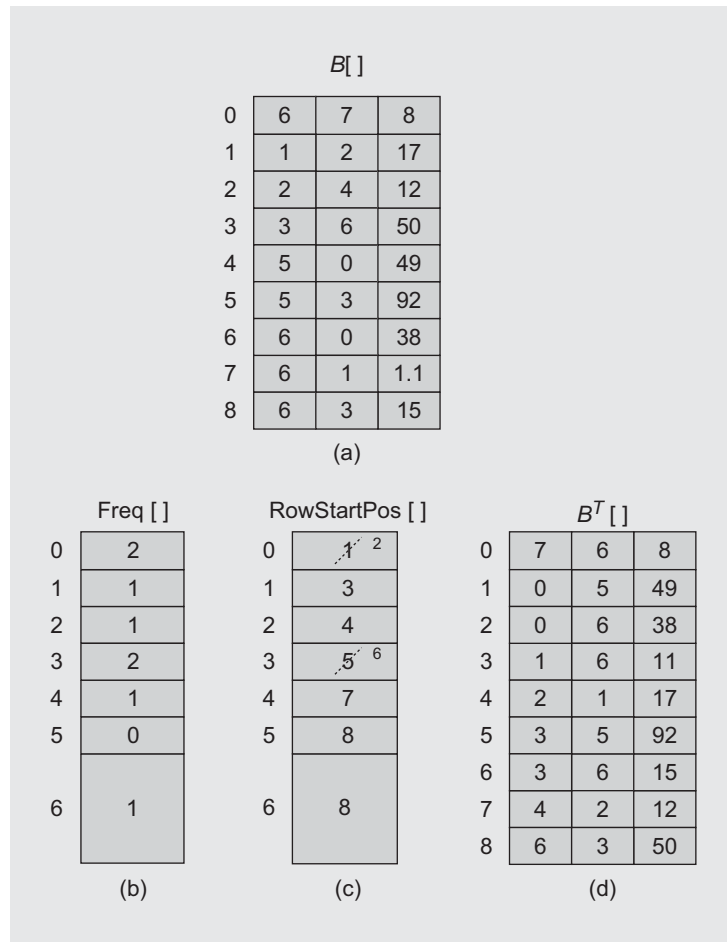 B[ ]
0 6 7 8
1 1 2 17
2 2 4 12
3 3 6 50
4 5 0 49
5 5 3 92
6 6 0 38
7 6 1 1.1
8 6 3 15
(a)
Freq [ ] RowStartPos [ ] B^T [ ]
0 2 0 1 2 0 7 6 8
1 1 1 3 1 0 5 49
2 1 2 4 2 0 6 38
3 2 3 5 6 3 1 6 11
4 1 4 7 4 2 1 17
5 0 5 8 5 3 5 92
6 3 6 15
6 1 6 8 7 4 2 12
8 6 3 50
(b) (c) (d)